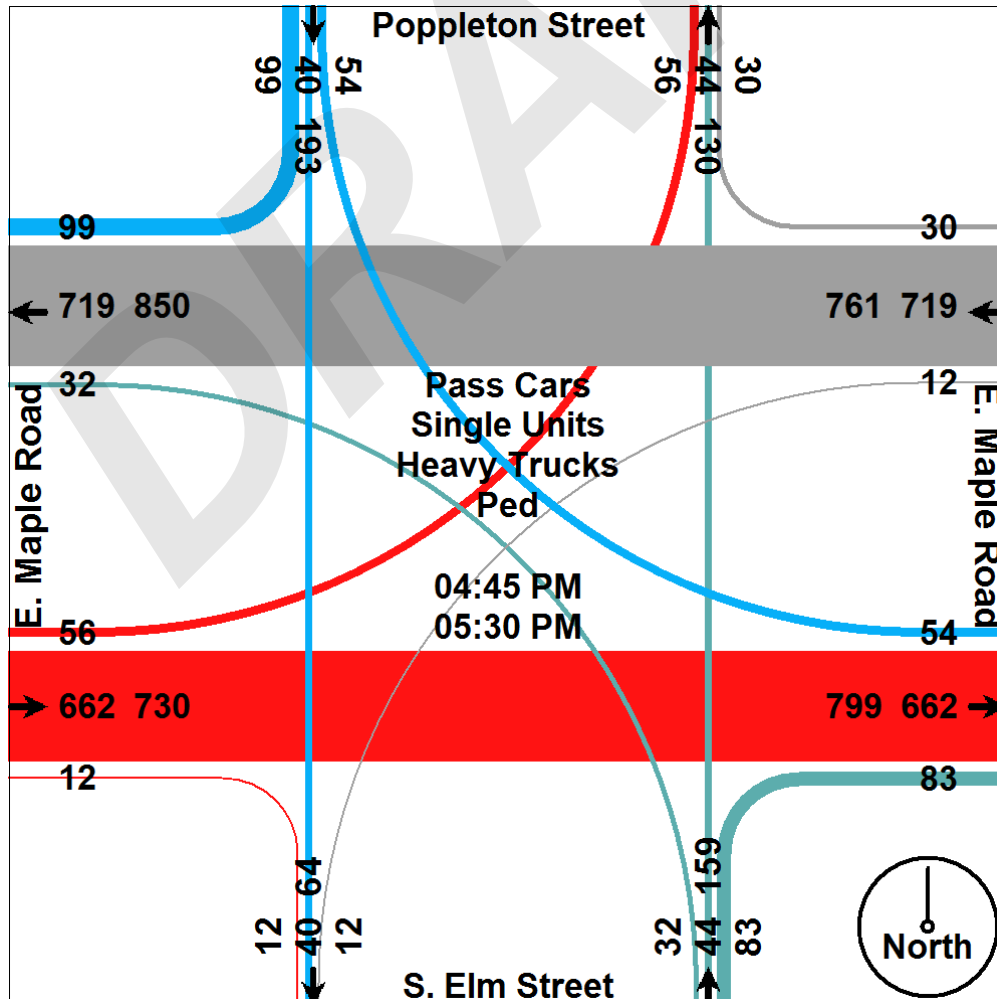 Poppleton Street
99 40 54
193
56 44 30
130
99
30
719 850
761 719
32
12
E. Maple Road
E. Maple Road
Pass Cars
Single Units
Heavy Trucks
Ped
04:45 PM
05:30 PM
56
54
662 730
799 662
12
83
64
12 40 12
159
32 44 83
North
S. Elm Street
DRA